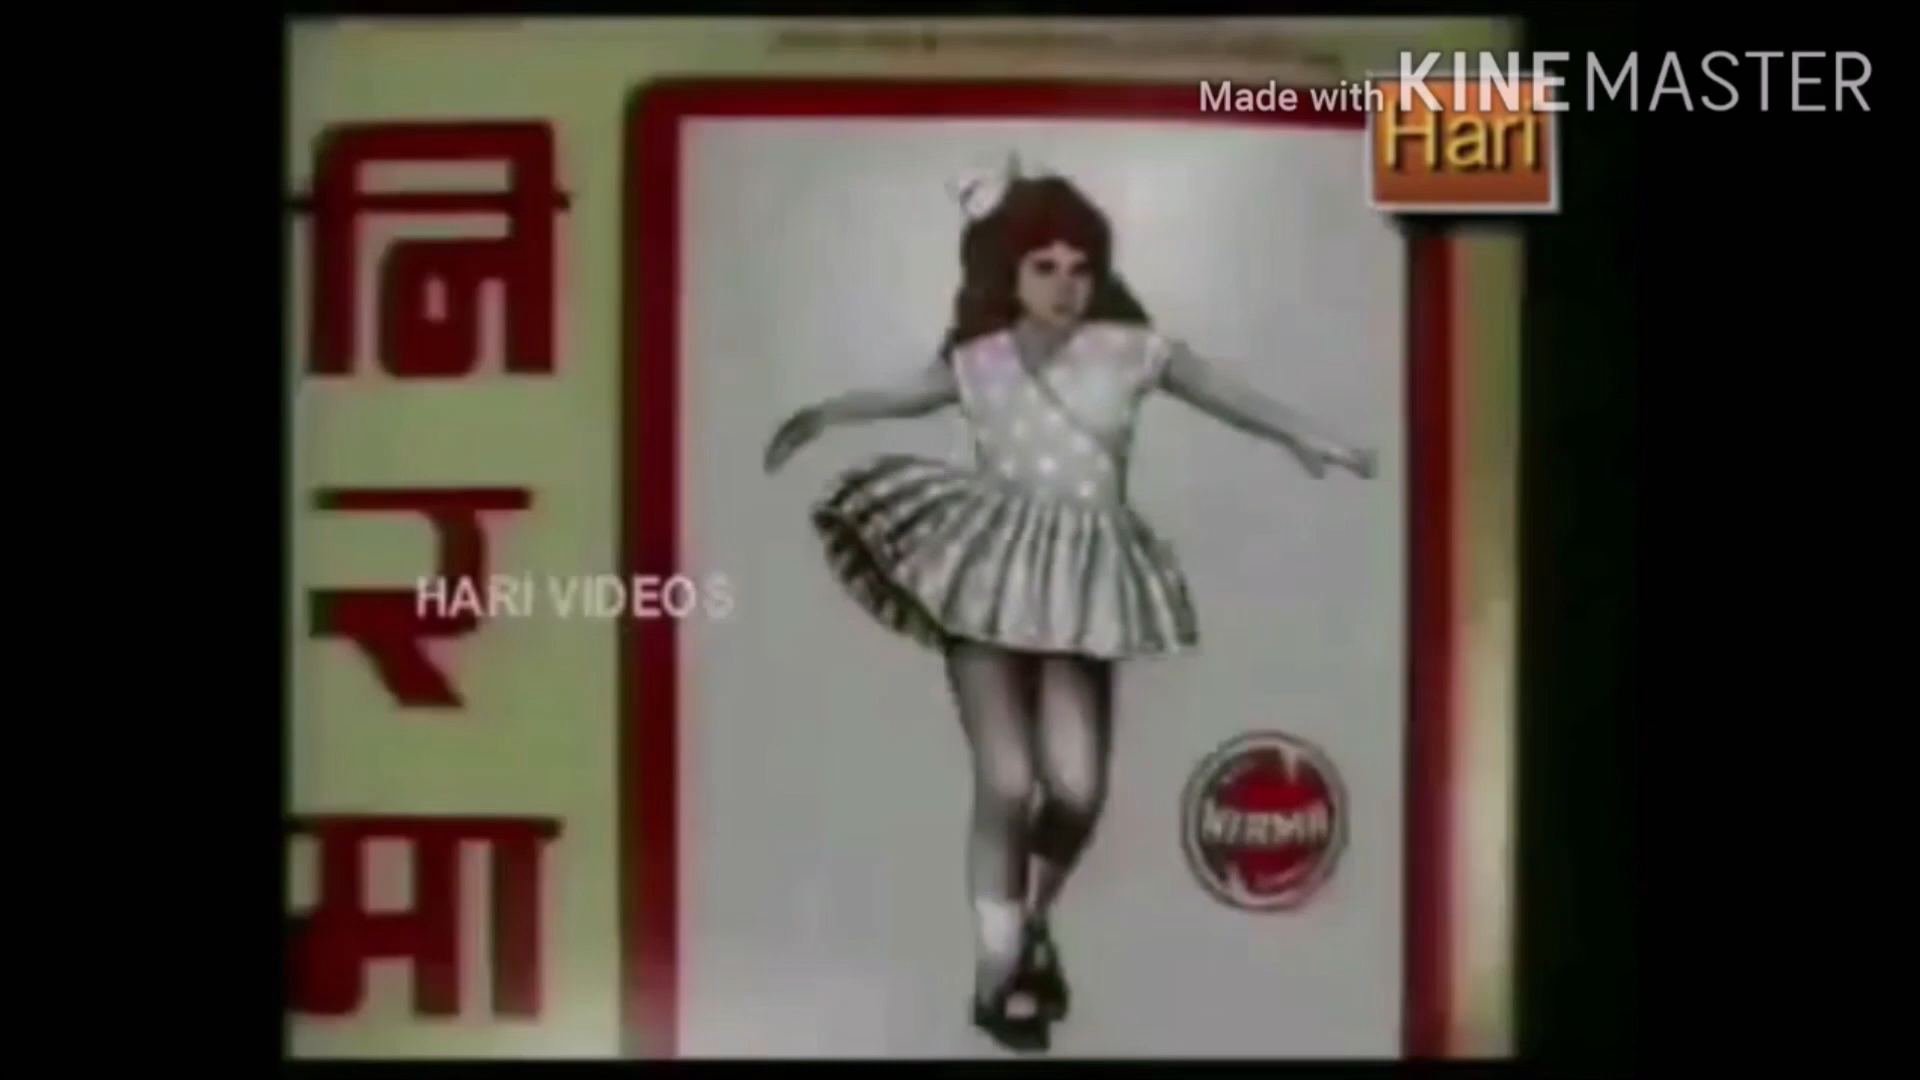 Made with KINEMASTER
Hari
नि
र
मा
HARI VIDEOS
NIRMA